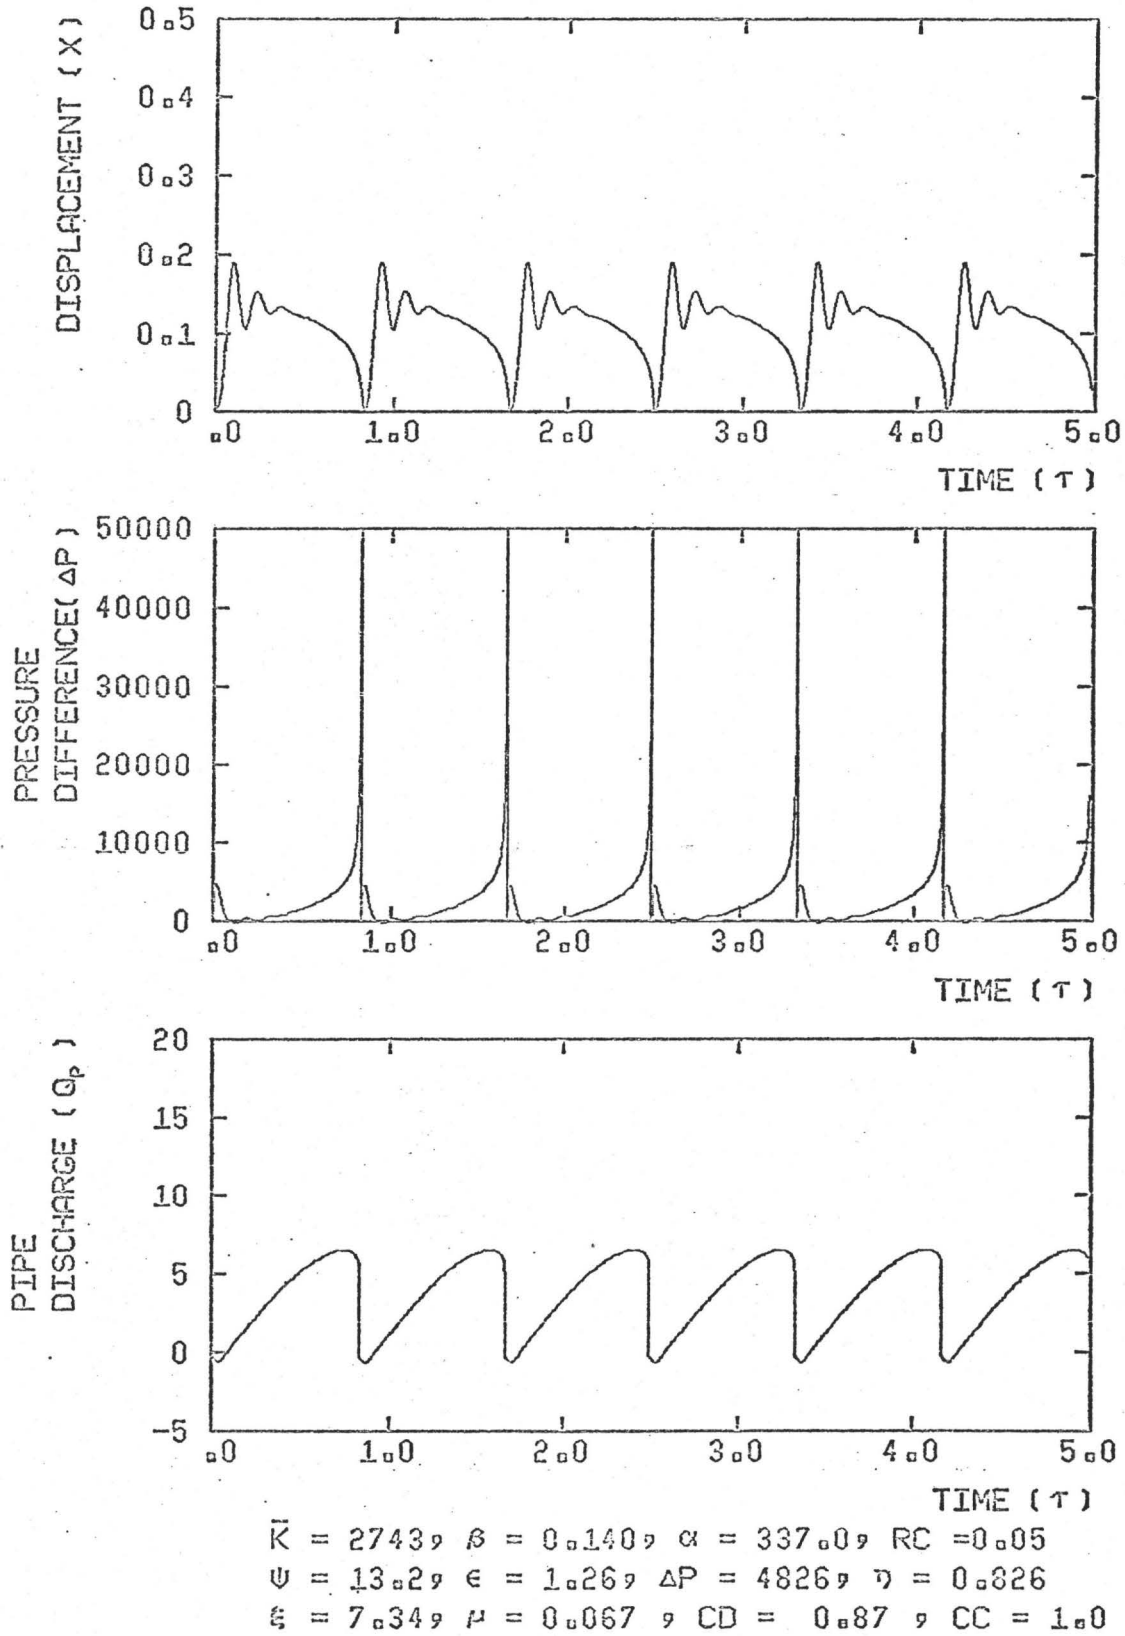 DISPLACEMENT (X)
0.5
0.4
0.3
0.2
0.1
0
.0 1.0 2.0 3.0 4.0 5.0
TIME (τ)
PRESSURE
DIFFERENCE(ΔP)
50000
40000
30000
20000
10000
0
.0 1.0 2.0 3.0 4.0 5.0
TIME (τ)
PIPE
DISCHARGE (Qₚ)
20
15
10
5
0
-5
.0 1.0 2.0 3.0 4.0 5.0
TIME (τ)
K̄ = 2743, β = 0.140, α = 337.0, RC =0.05
Ψ = 13.2, ϵ = 1.26, ΔP = 4826, η = 0.826
ξ = 7.34, μ = 0.067 , CD = 0.87 , CC = 1.0